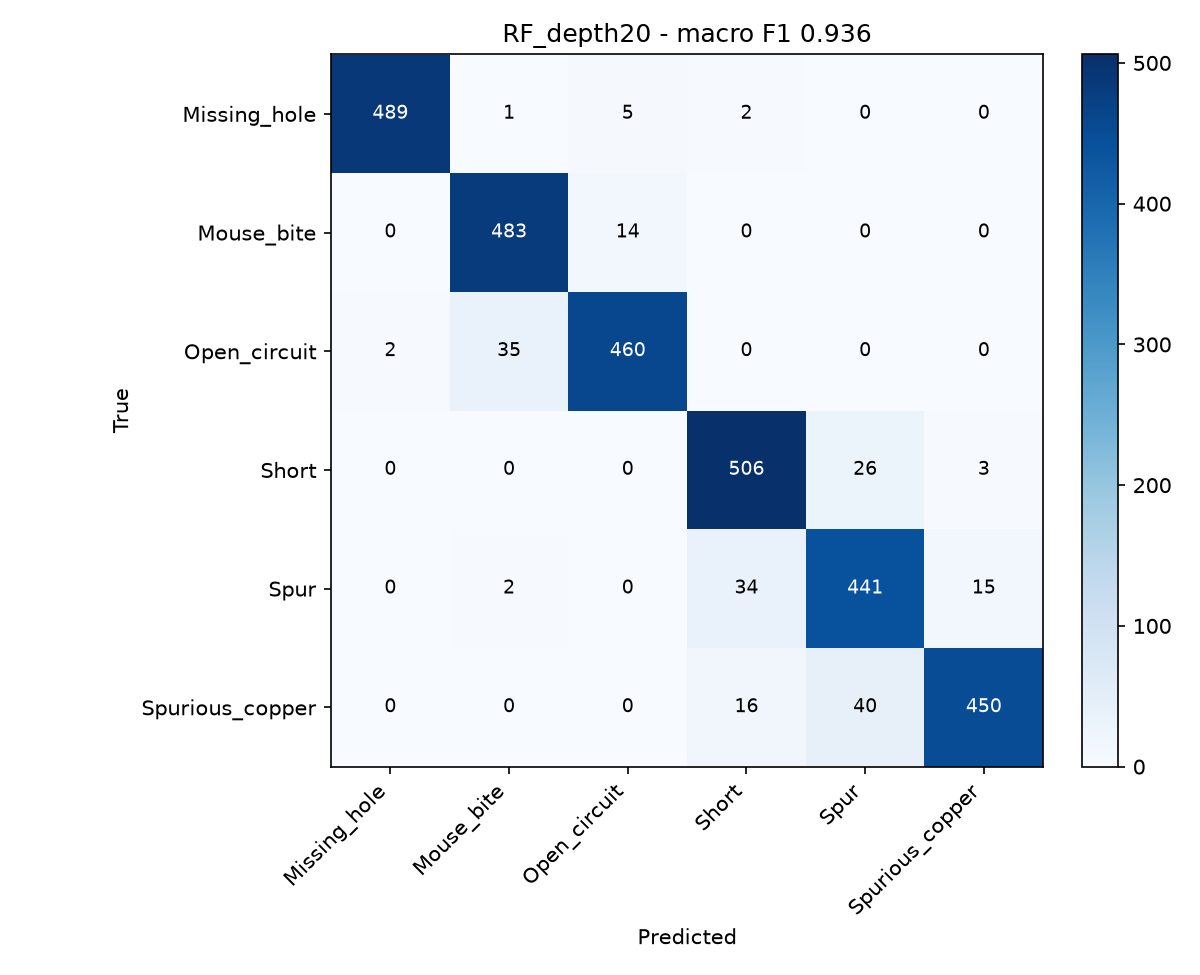 RF_depth20 - macro F1 0.936
Missing_hole 489 1 5 2 0 0
Mouse_bite 0 483 14 0 0 0
Open_circuit 2 35 460 0 0 0
Short 0 0 0 506 26 3
Spur 0 2 0 34 441 15
Spurious_copper 0 0 0 16 40 450
True
Missing_hole Mouse_bite Open_circuit Short Spur Spurious_copper
Predicted
500
400
300
200
100
0